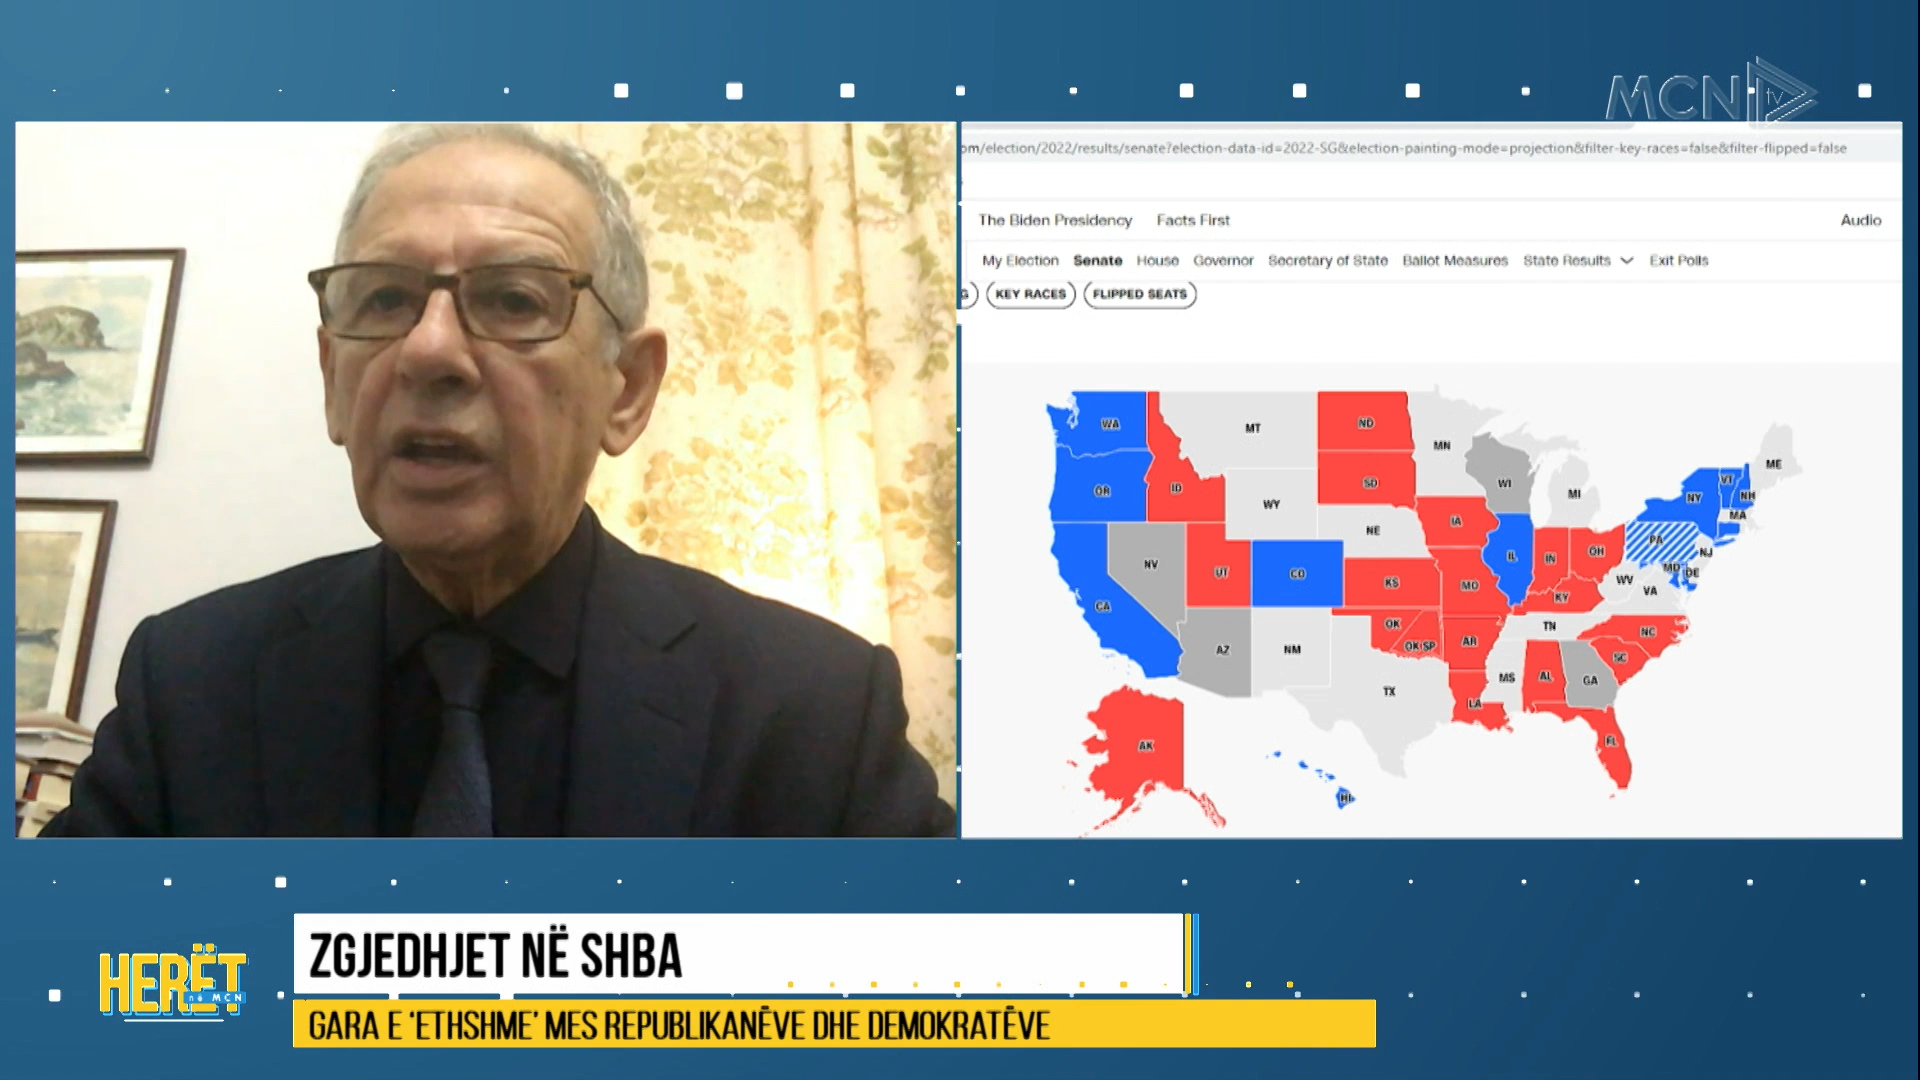 MCN tv
om/election/2022/results/senate?election-data-id=2022-SG&election-painting-mode=projection&filter-key-races=false&filter-flipped=false
The Biden Presidency Facts First Audio
My Election Senate House Governor Secretary of State Ballot Measures State Results Exit Polls
G KEY RACES FLIPPED SEATS
WA MT ND MN ME
OR ID SD WI MI NY VT NH
WY IA MA
NE PA
NV UT CO KS MO IL IN OH NJ
MD DE
WV VA
CA KY
AZ NM OK OK SP AR TN NC
SC
TX LA MS AL GA
AK FL
HI
ZGJEDHJET NË SHBA
HERËT
në MCN
GARA E ‘ETHSHME’ MES REPUBLIKANËVE DHE DEMOKRATËVE